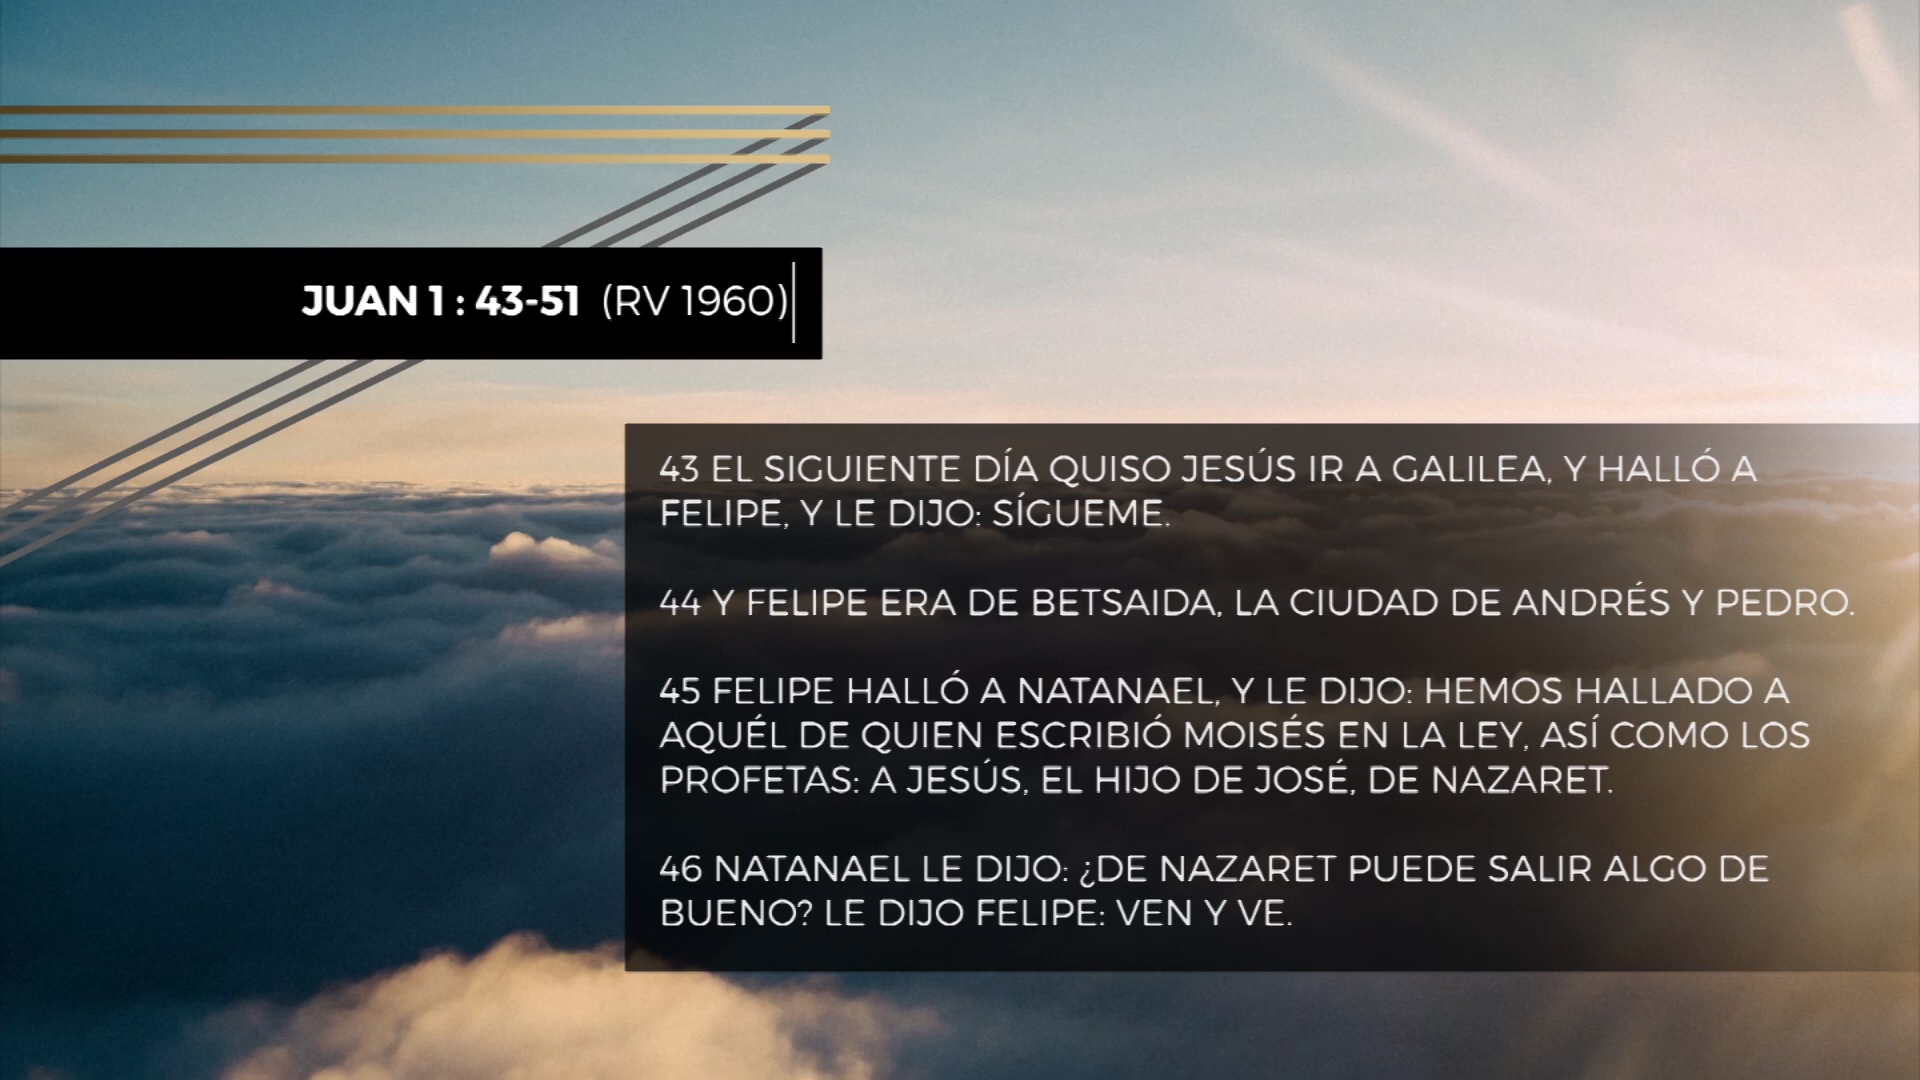 JUAN 1 : 43-51 (RV 1960)
43 EL SIGUIENTE DÍA QUISO JESÚS IR A GALILEA, Y HALLÓ A
FELIPE, Y LE DIJO: SÍGUEME.
44 Y FELIPE ERA DE BETSAIDA, LA CIUDAD DE ANDRÉS Y PEDRO.
45 FELIPE HALLÓ A NATANAEL, Y LE DIJO: HEMOS HALLADO A
AQUÉL DE QUIEN ESCRIBIÓ MOISÉS EN LA LEY, ASÍ COMO LOS
PROFETAS: A JESÚS, EL HIJO DE JOSÉ, DE NAZARET.
46 NATANAEL LE DIJO: ¿DE NAZARET PUEDE SALIR ALGO DE
BUENO? LE DIJO FELIPE: VEN Y VE.